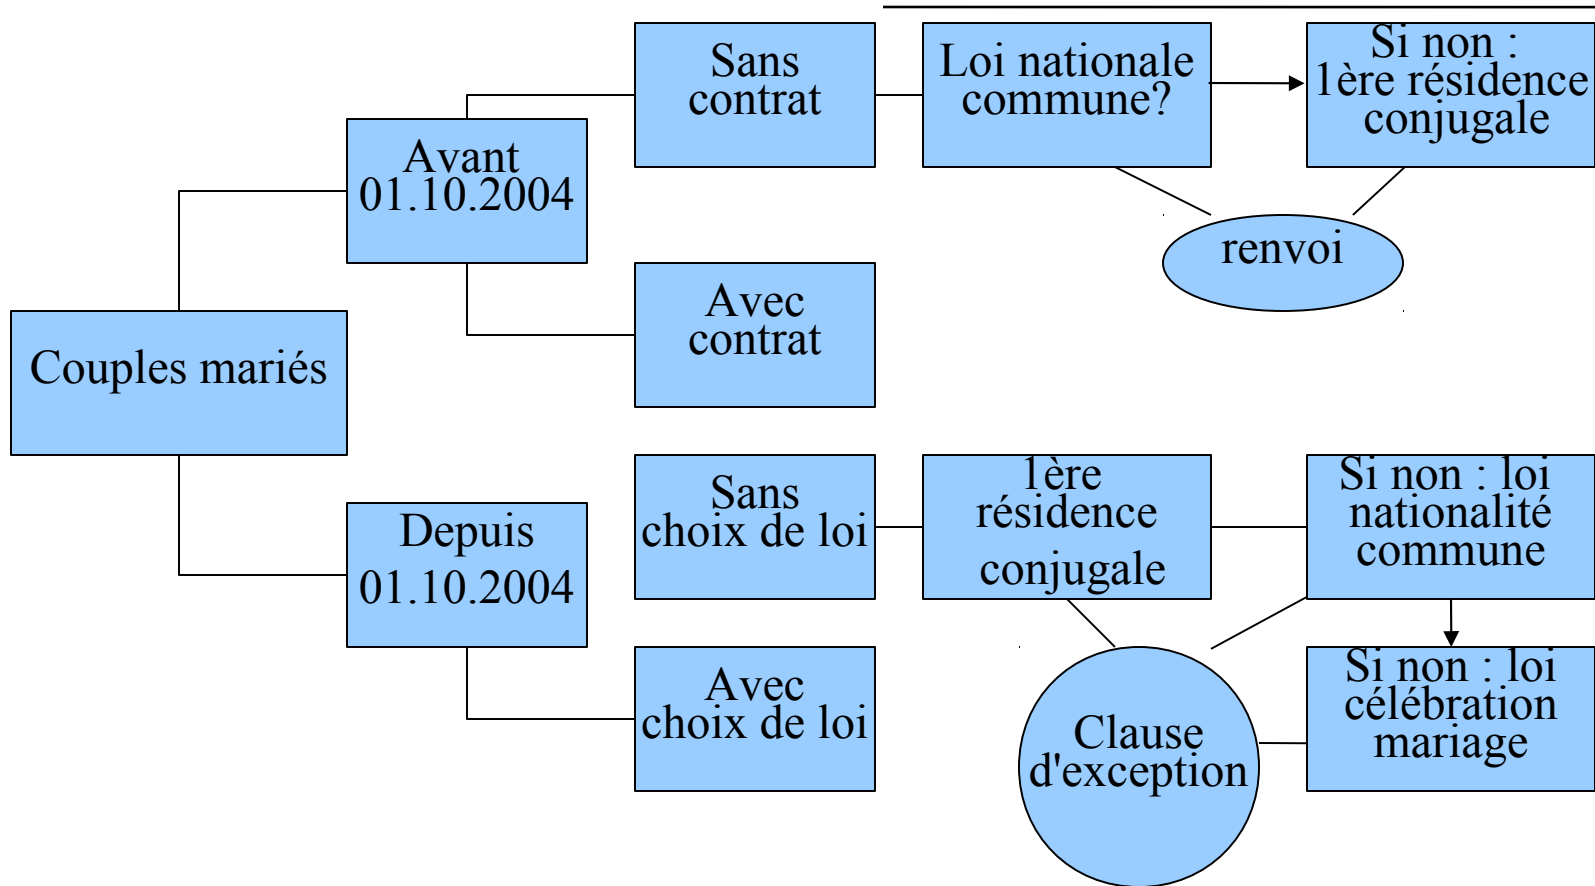 Couples mariés
Avant
01.10.2004
Sans
contrat
Loi nationale
commune?
Si non :
1ère résidence
conjugale
renvoi
Avec
contrat
Depuis
01.10.2004
Sans
choix de loi
1ère
résidence
conjugale
Si non : loi
nationalité
commune
Si non : loi
célébration
mariage
Clause
d'exception
Avec
choix de loi